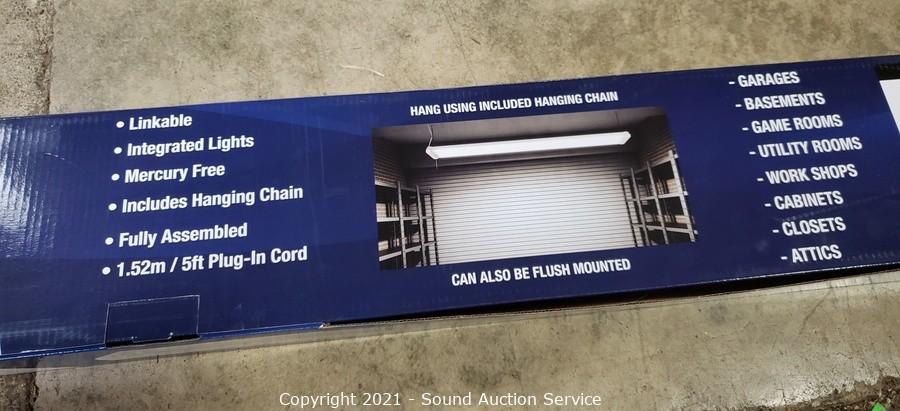 • Linkable
• Integrated Lights
• Mercury Free
• Includes Hanging Chain
• Fully Assembled
• 1.52m / 5ft Plug-In Cord
HANG USING INCLUDED HANGING CHAIN
CAN ALSO BE FLUSH MOUNTED
- GARAGES
- BASEMENTS
- GAME ROOMS
- UTILITY ROOMS
- WORK SHOPS
- CABINETS
- CLOSETS
- ATTICS
Copyright 2021 - Sound Auction Service